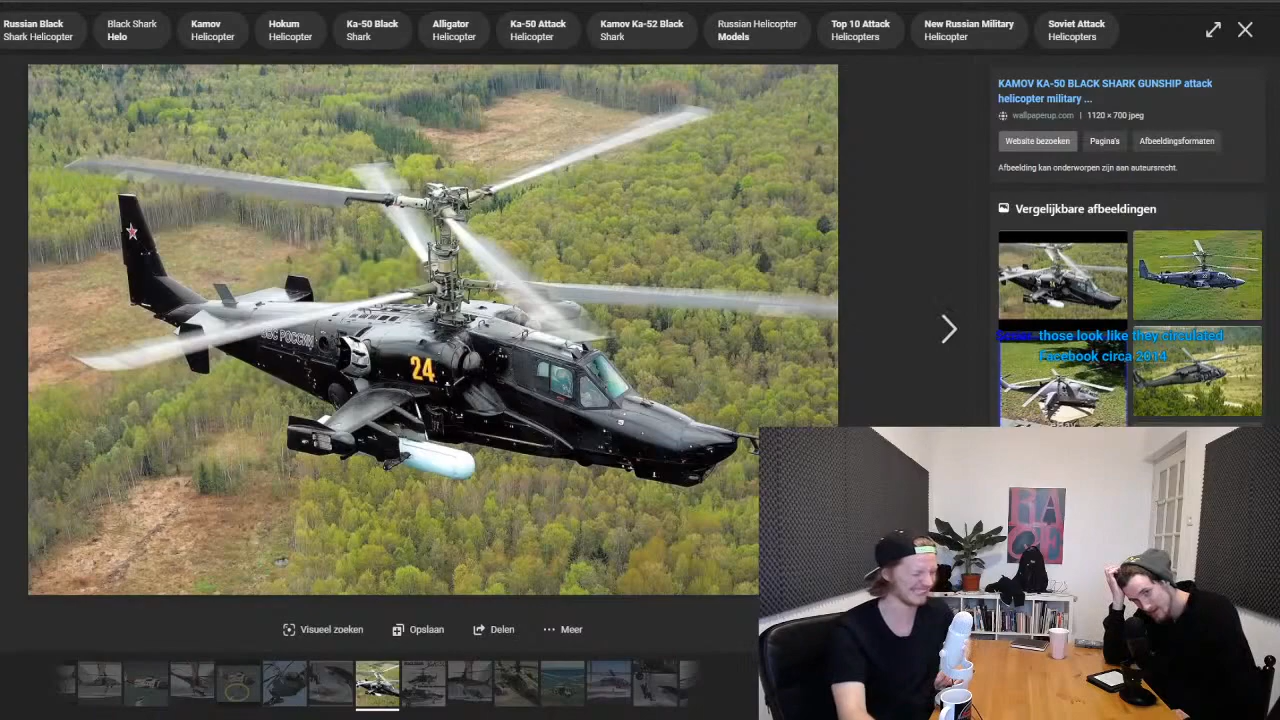 Russian Black
Shark Helicopter
Black Shark
Helo
Kamov
Helicopter
Hokum
Helicopter
Ka-50 Black
Shark
Alligator
Helicopter
Ka-50 Attack
Helicopter
Kamov Ka-52 Black
Shark
Russian Helicopter
Models
Top 10 Attack
Helicopters
New Russian Military
Helicopter
Soviet Attack
Helicopters
KAMOV KA-50 BLACK SHARK GUNSHIP attack
helicopter military ...
wallpaperup.com | 1120 × 700 jpeg
Website bezoeken
Pagina's
Afbeeldingsformaten
Afbeelding kan onderworpen zijn aan auteursrecht.
Vergelijkbare afbeeldingen
those look like they circulated
Facebook circa 2014
ВВС РОССИИ
24
Visueel zoeken
Opslaan
Delen
Meer